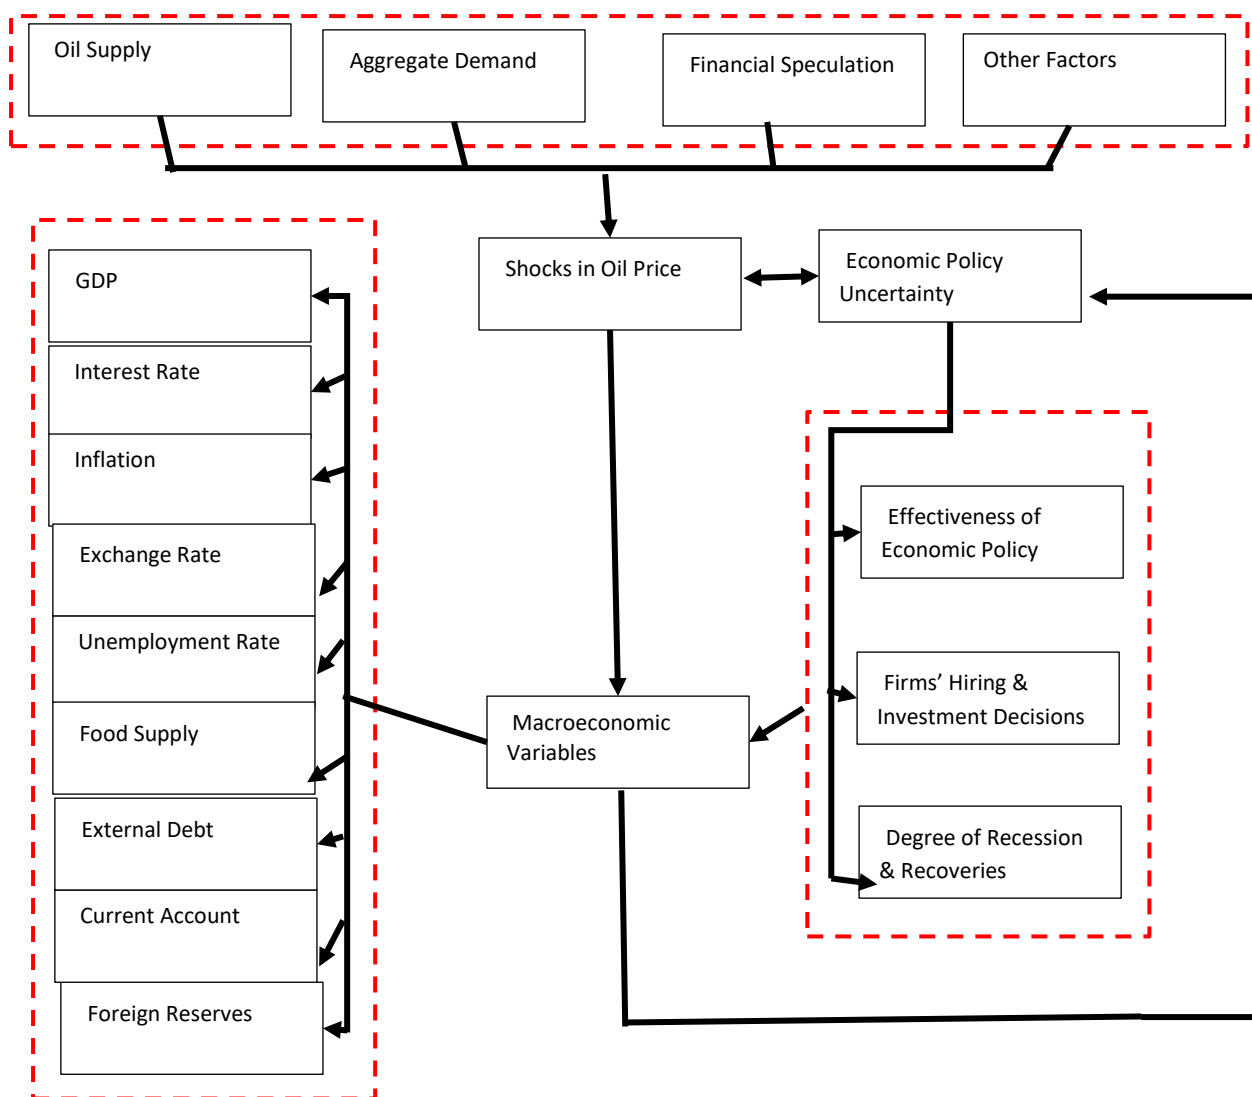 Oil Supply
Aggregate Demand
Financial Speculation
Other Factors
Shocks in Oil Price
Economic Policy
Uncertainty
GDP
Interest Rate
Inflation
Exchange Rate
Unemployment Rate
Food Supply
External Debt
Current Account
Foreign Reserves
Macroeconomic
Variables
Effectiveness of
Economic Policy
Firms’ Hiring &
Investment Decisions
Degree of Recession
& Recoveries